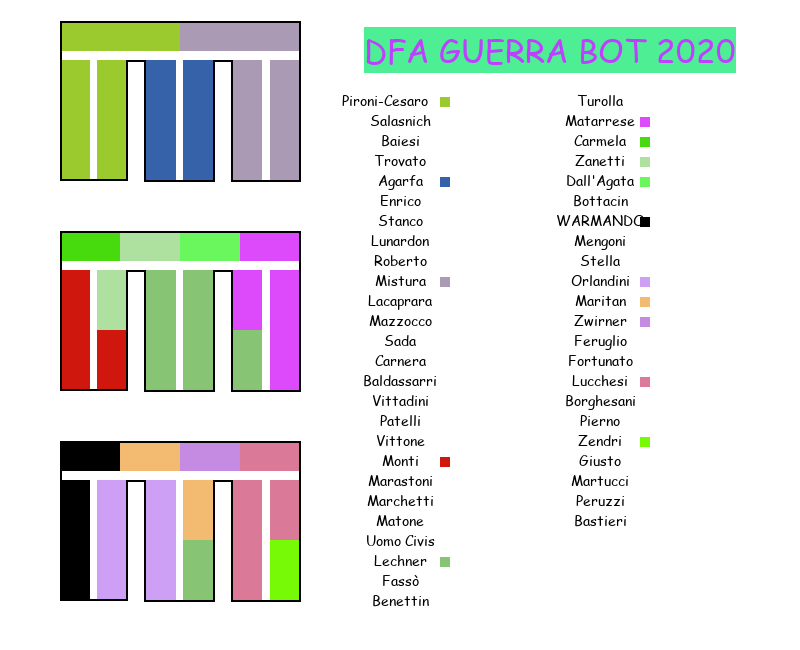 DFA GUERRA BOT 2020
Pironi-Cesaro
Salasnich
Baiesi
Trovato
Agarfa
Enrico
Stanco
Lunardon
Roberto
Mistura
Lacaprara
Mazzocco
Sada
Carnera
Baldassarri
Vittadini
Patelli
Vittone
Monti
Marastoni
Marchetti
Matone
Uomo Civis
Lechner
Fassò
Benettin
Turolla
Matarrese
Carmela
Zanetti
Dall'Agata
Bottacin
WARMANDO
Mengoni
Stella
Orlandini
Maritan
Zwirner
Feruglio
Fortunato
Lucchesi
Borghesani
Pierno
Zendri
Giusto
Martucci
Peruzzi
Bastieri